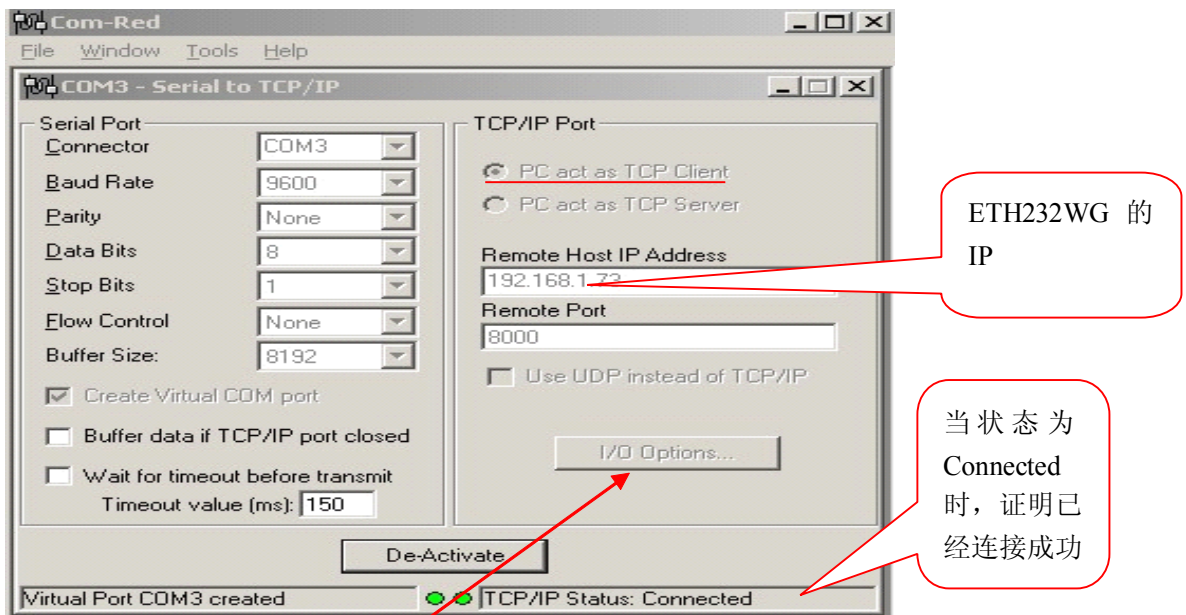 Com-Red
File Window Tools Help
COM3 - Serial to TCP/IP
Serial Port
Connector COM3
Baud Rate 9600
Parity None
Data Bits 8
Stop Bits 1
Flow Control None
Buffer Size: 8192
Create Virtual COM port
Buffer data if TCP/IP port closed
Wait for timeout before transmit
Timeout value (ms): 150
TCP/IP Port
PC act as TCP Client
PC act as TCP Server
Remote Host IP Address
192.168.1.73
Remote Port
8000
Use UDP instead of TCP/IP
I/O Options...
De-Activate
Virtual Port COM3 created
TCP/IP Status: Connected
ETH232WG 的
IP
当状态为
Connected
时，证明已
经连接成功